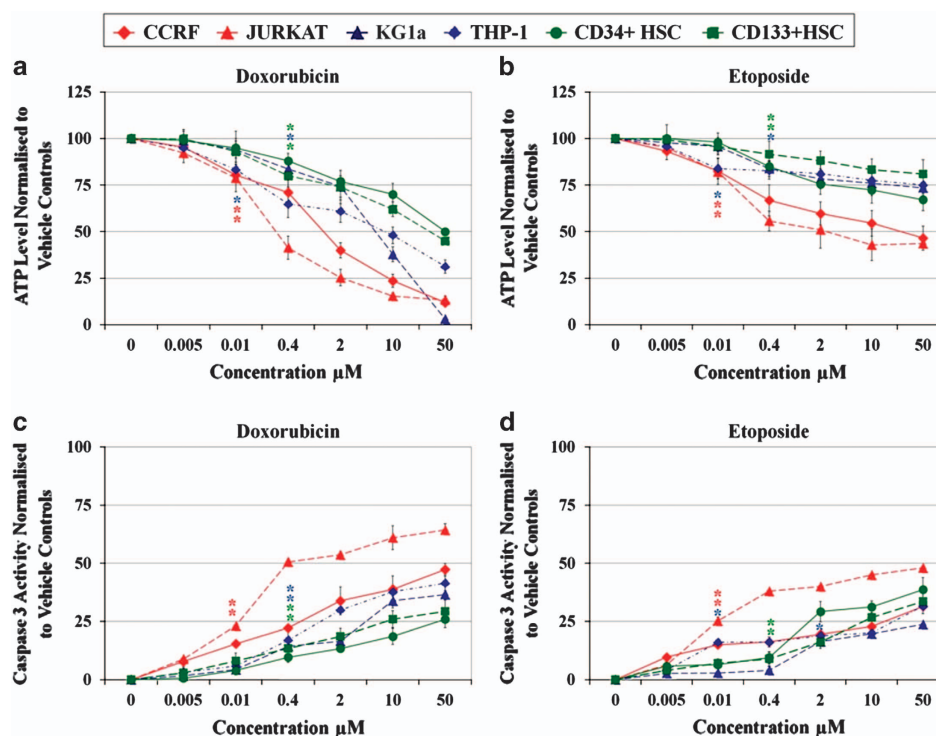 CCRF JURKAT KG1a THP-1 CD34+ HSC CD133+HSC
a
Doxorubicin
ATP Level Normalised to
Vehicle Controls
125
100
75
50
25
0
0 0.005 0.01 0.4 2 10 50
Concentration µM
* * * * * *
b
Etoposide
ATP Level Normalised to
Vehicle Controls
125
100
75
50
25
0
0 0.005 0.01 0.4 2 10 50
Concentration µM
* * * * * *
c
Doxorubicin
Caspase 3 Activity Normalised
to Vehicle Controls
100
75
50
25
0
0 0.005 0.01 0.4 2 10 50
Concentration µM
* * * * * *
d
Etoposide
Caspase 3 Activity Normalised
to Vehicle Controls
100
75
50
25
0
0 0.005 0.01 0.4 2 10 50
Concentration µM
* * * * * *